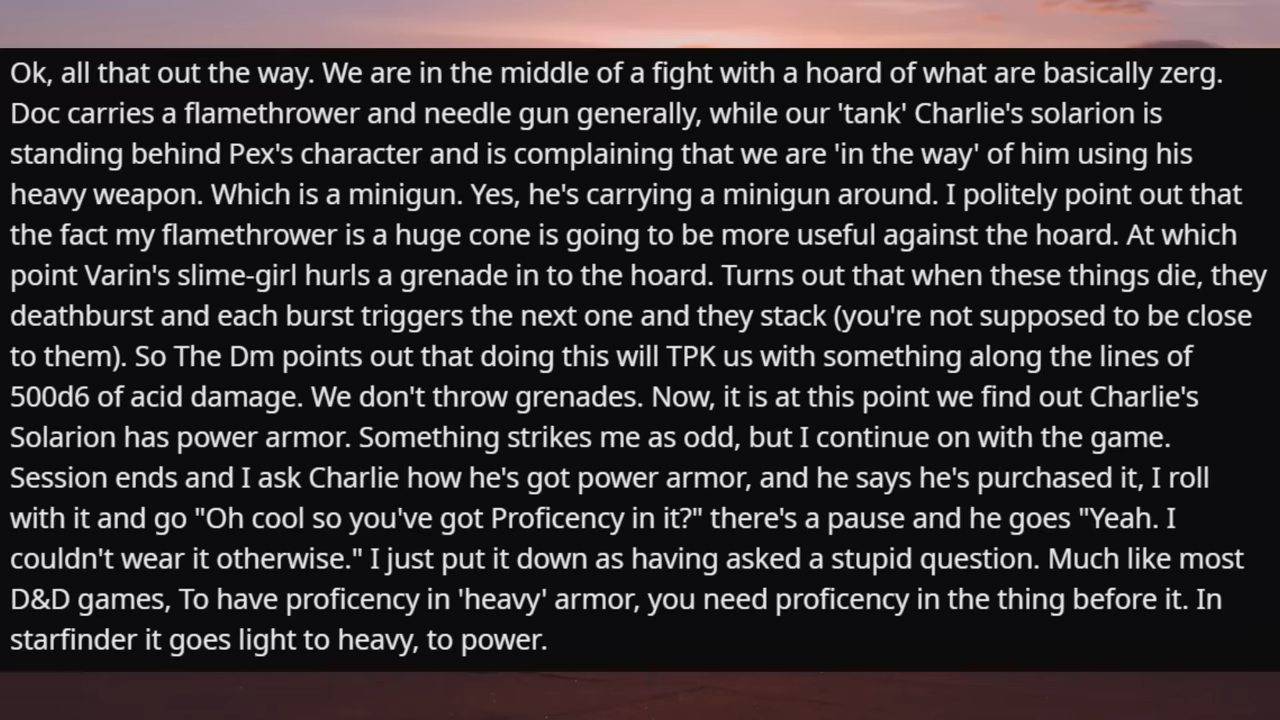 Ok, all that out the way. We are in the middle of a fight with a hoard of what are basically zerg.
Doc carries a flamethrower and needle gun generally, while our 'tank' Charlie's solarion is
standing behind Pex's character and is complaining that we are 'in the way' of him using his
heavy weapon. Which is a minigun. Yes, he's carrying a minigun around. I politely point out that
the fact my flamethrower is a huge cone is going to be more useful against the hoard. At which
point Varin's slime-girl hurls a grenade in to the hoard. Turns out that when these things die, they
deathburst and each burst triggers the next one and they stack (you're not supposed to be close
to them). So The Dm points out that doing this will TPK us with something along the lines of
500d6 of acid damage. We don't throw grenades. Now, it is at this point we find out Charlie's
Solarion has power armor. Something strikes me as odd, but I continue on with the game.
Session ends and I ask Charlie how he's got power armor, and he says he's purchased it, I roll
with it and go "Oh cool so you've got Proficency in it?" there's a pause and he goes "Yeah. I
couldn't wear it otherwise." I just put it down as having asked a stupid question. Much like most
D&D games, To have proficency in 'heavy' armor, you need proficency in the thing before it. In
starfinder it goes light to heavy, to power.